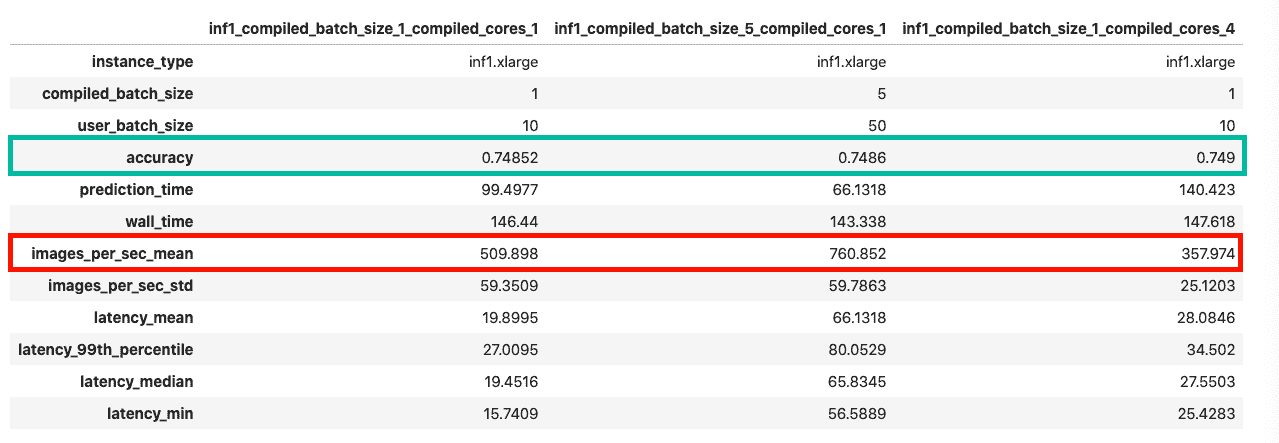 inf1_compiled_batch_size_1_compiled_cores_1 inf1_compiled_batch_size_5_compiled_cores_1 inf1_compiled_batch_size_1_compiled_cores_4
instance_type inf1.xlarge inf1.xlarge inf1.xlarge
compiled_batch_size 1 5 1
user_batch_size 10 50 10
accuracy 0.74852 0.7486 0.749
prediction_time 99.4977 66.1318 140.423
wall_time 146.44 143.338 147.618
images_per_sec_mean 509.898 760.852 357.974
images_per_sec_std 59.3509 59.7863 25.1203
latency_mean 19.8995 66.1318 28.0846
latency_99th_percentile 27.0095 80.0529 34.502
latency_median 19.4516 65.8345 27.5503
latency_min 15.7409 56.5889 25.4283